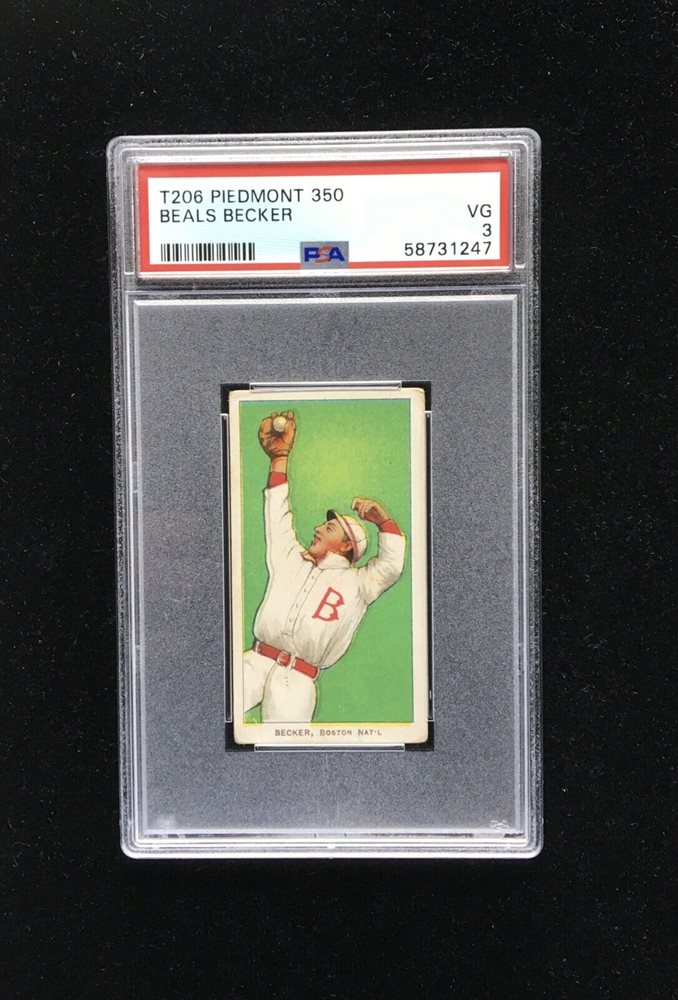 T206 PIEDMONT 350
BEALS BECKER
VG
3
PSA
58731247
B
BECKER, BOSTON NAT'L